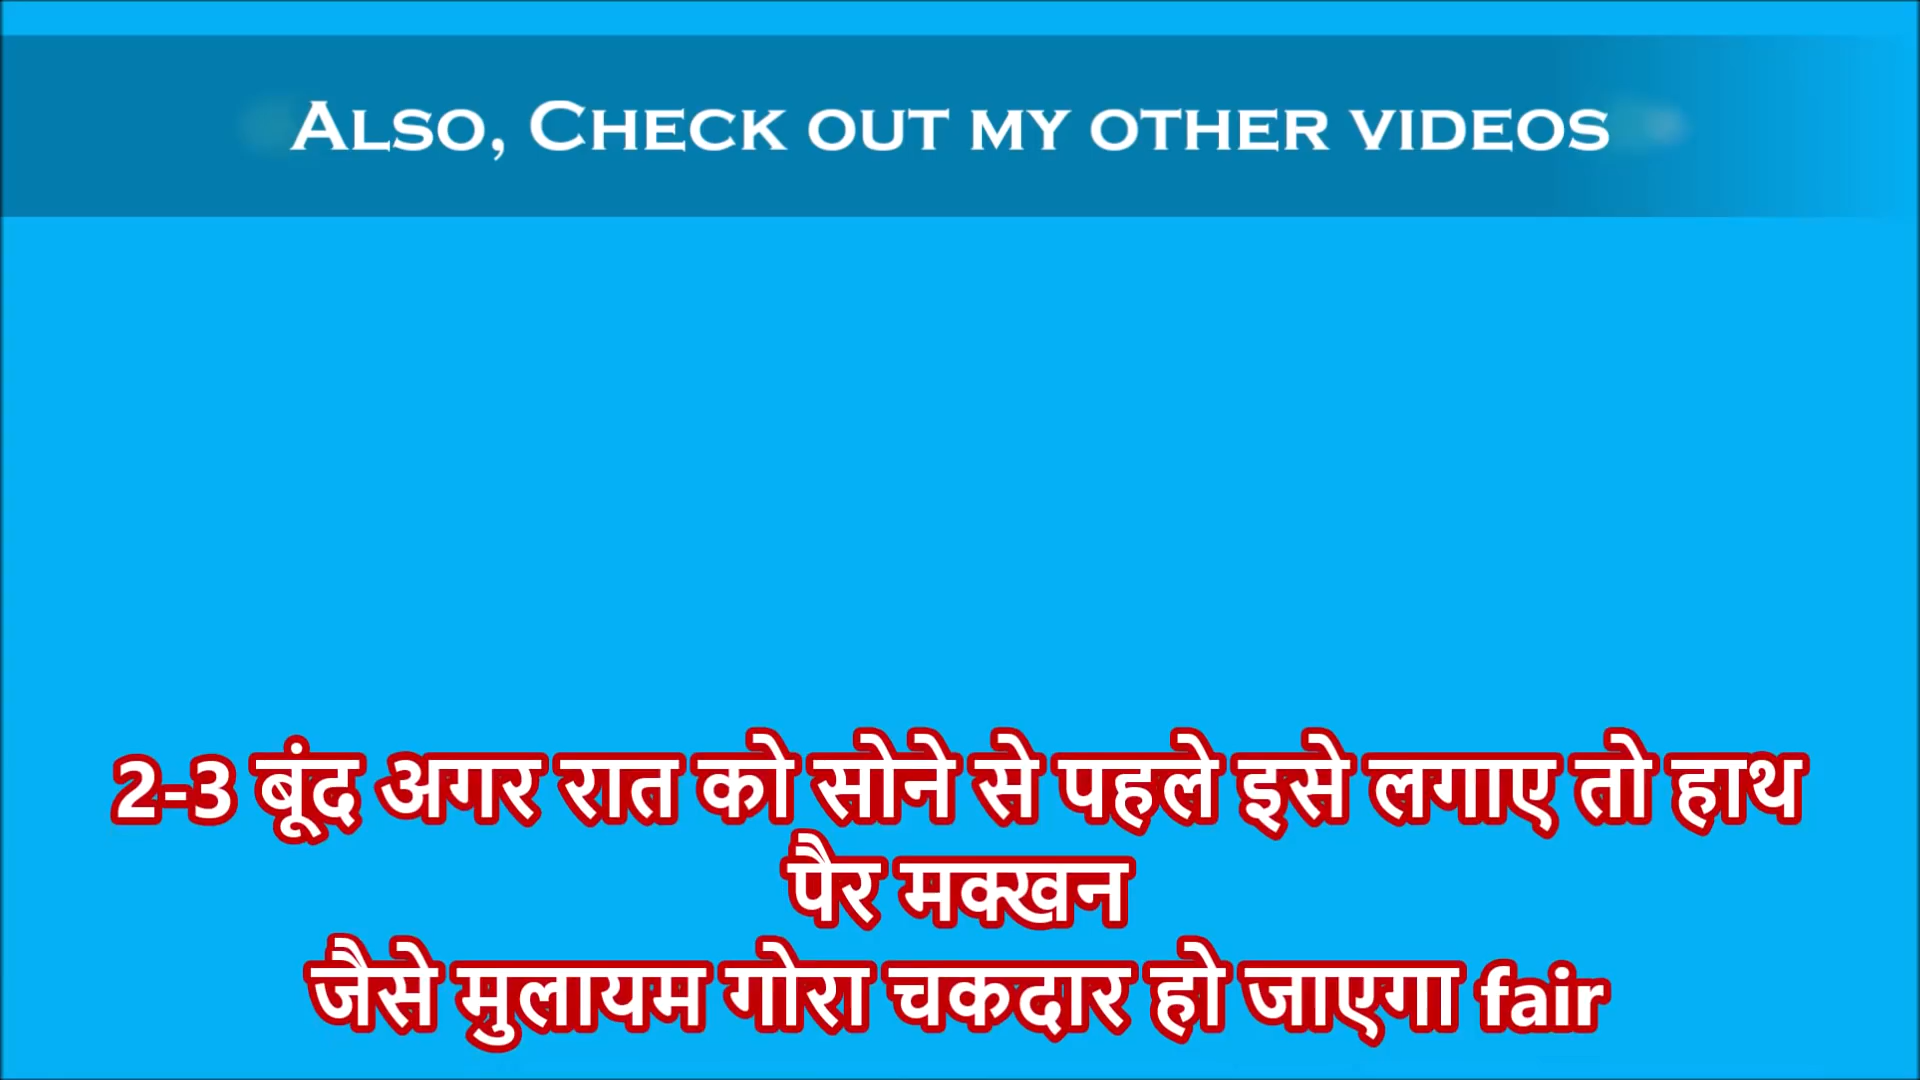 ALSO, CHECK OUT MY OTHER VIDEOS
2-3 बूंद अगर रात को सोने से पहले इसे लगाए तो हाथ
पैर मक्खन
जैसे मुलायम गोरा चकदार हो जाएगा fair